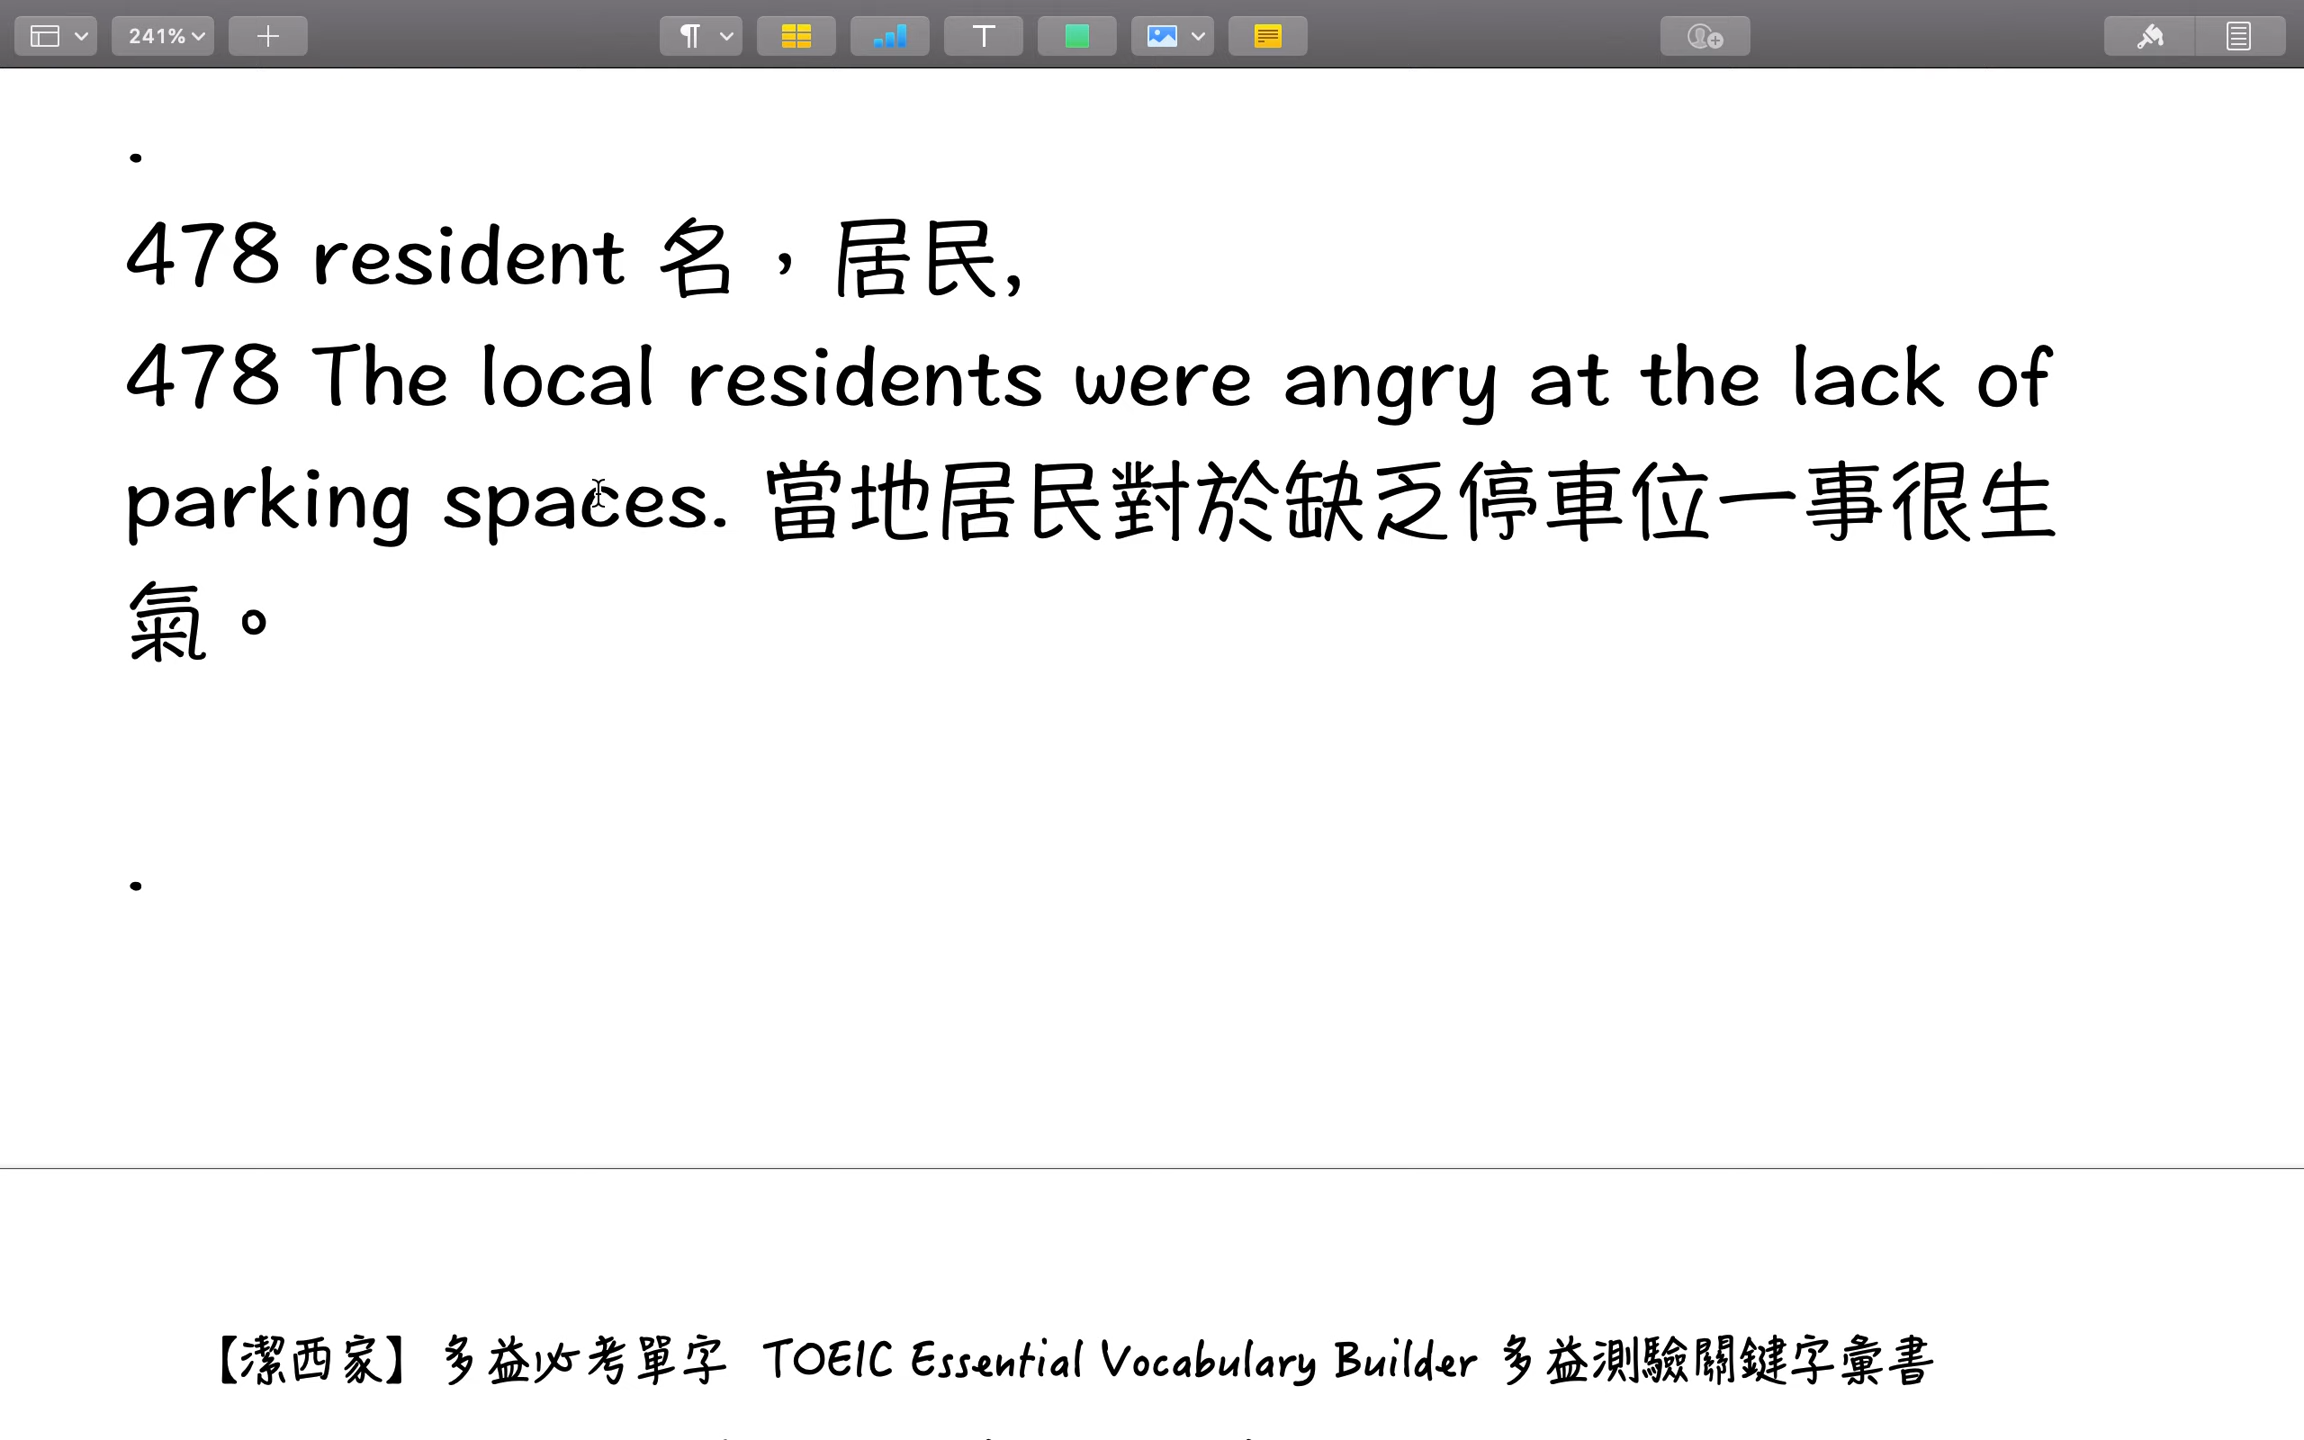 241%
.
478 resident 名，居民,
478 The local residents were angry at the lack of
parking spaces. 當地居民對於缺乏停車位一事很生
氣。
.
【潔西家】多益必考單字 TOEIC Essential Vocabulary Builder 多益測驗關鍵字彙書